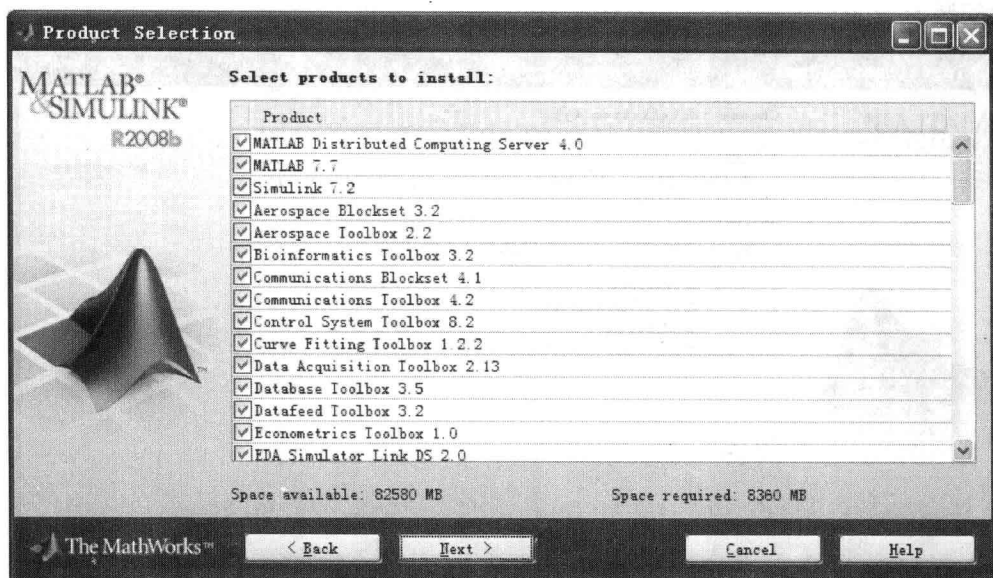 Product Selection
MATLAB®
&SIMULINK®
R2008b
Select products to install:
Product
MATLAB Distributed Computing Server 4.0
MATLAB 7.7
Simulink 7.2
Aerospace Blockset 3.2
Aerospace Toolbox 2.2
Bioinformatics Toolbox 3.2
Communications Blockset 4.1
Communications Toolbox 4.2
Control System Toolbox 8.2
Curve Fitting Toolbox 1.2.2
Data Acquisition Toolbox 2.13
Database Toolbox 3.5
Datafeed Toolbox 3.2
Econometrics Toolbox 1.0
EDA Simulator Link DS 2.0
Space available: 82580 MB
Space required: 8360 MB
The MathWorks™
< Back
Next >
Cancel
Help